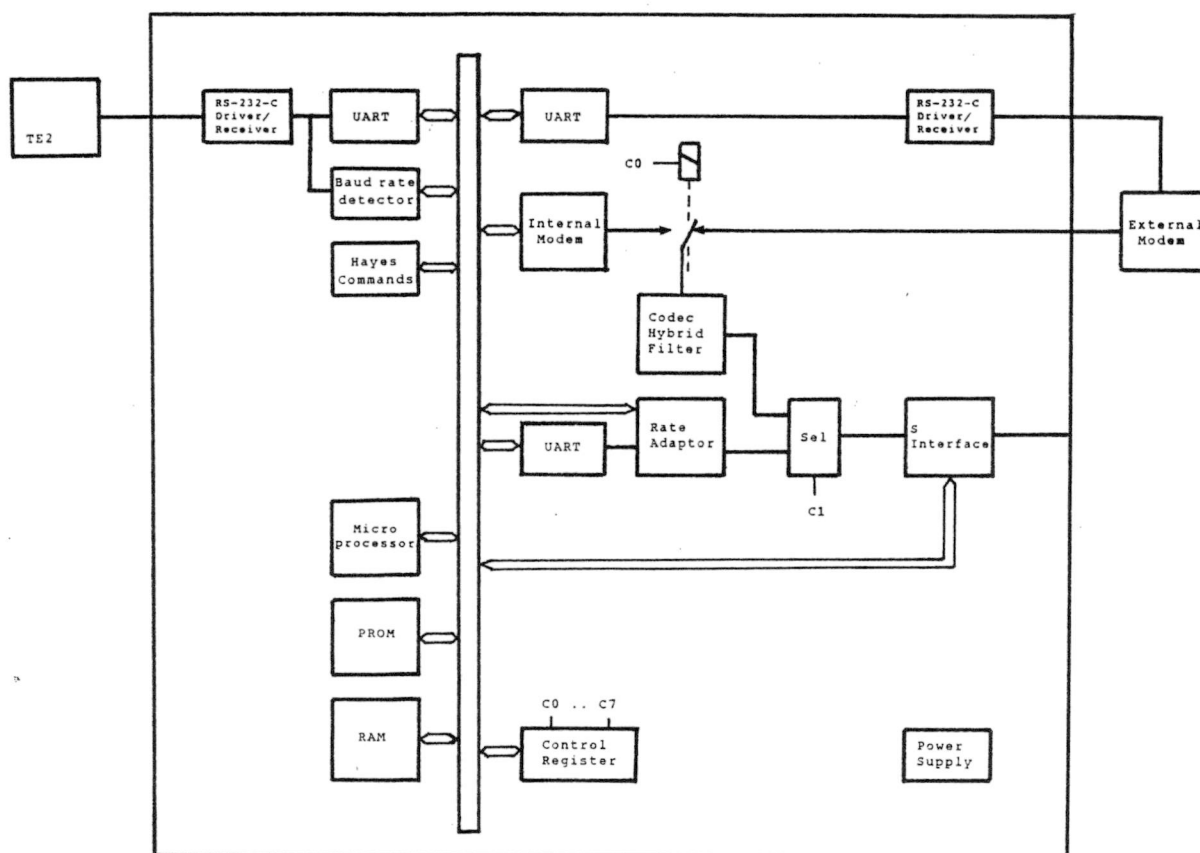 TE2
RS-232-C
Driver/
Receiver
UART
UART
RS-232-C
Driver/
Receiver
C0
Baud rate
detector
Internal
Modem
External
Modem
Hayes
Commands
Codec
Hybrid
Filter
Rate
Adaptor
Sel
S
Interface
UART
C1
Micro
processor
PROM
C0 .. C7
RAM
Control
Register
Power
Supply